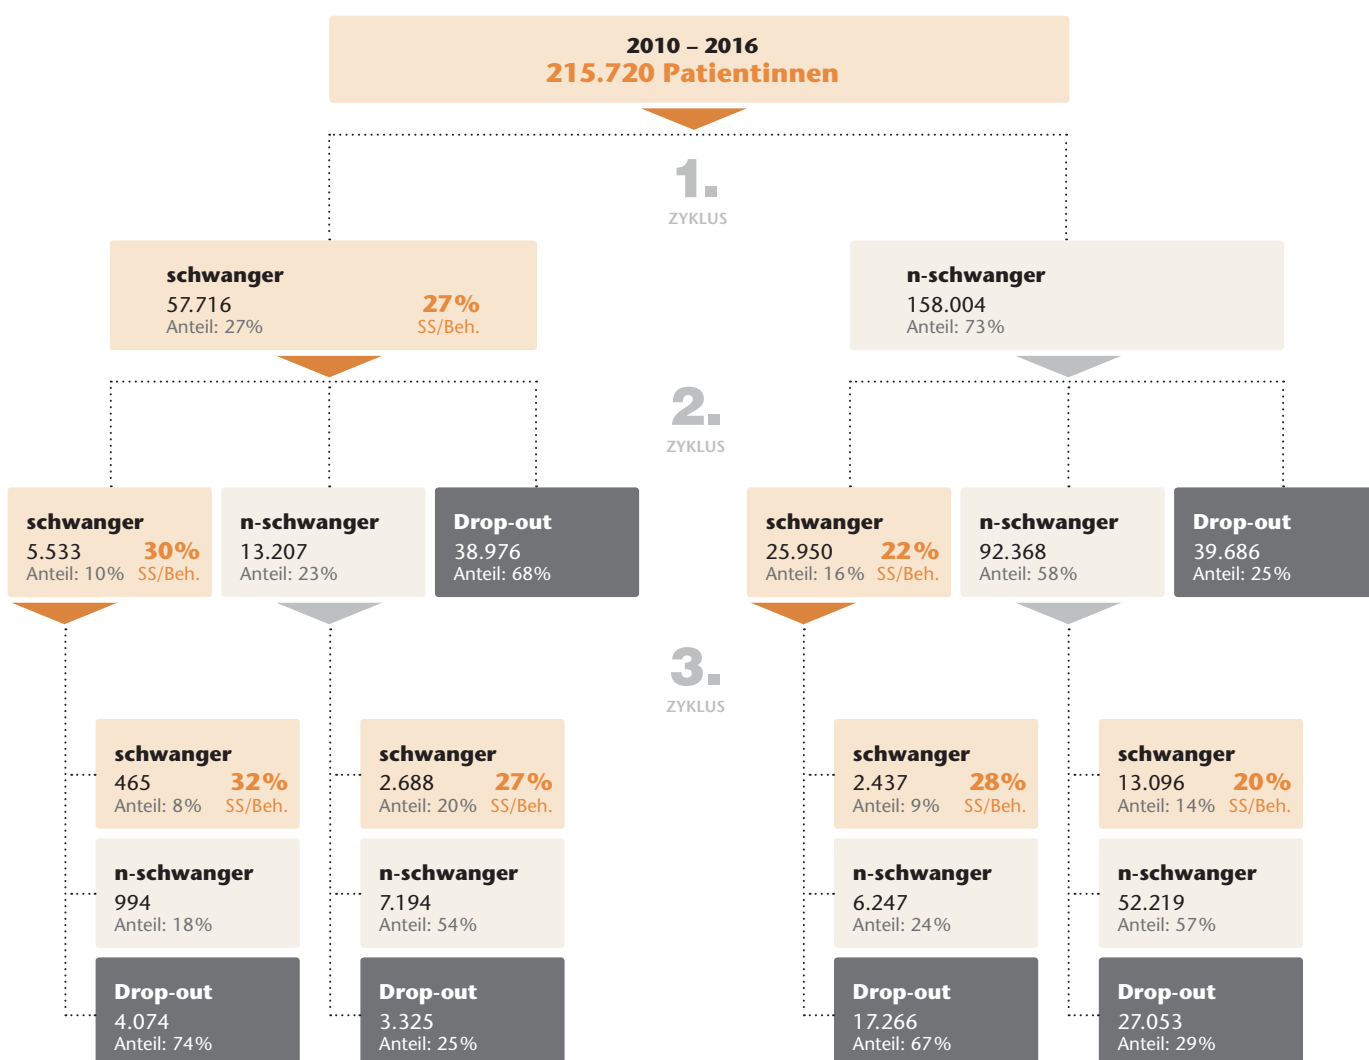 2010 – 2016
215.720 Patientinnen
1.
ZYKLUS
schwanger
57.716 27%
Anteil: 27% SS/Beh.
n-schwanger
158.004
Anteil: 73%
2.
ZYKLUS
schwanger
5.533 30%
Anteil: 10% SS/Beh.
n-schwanger
13.207
Anteil: 23%
Drop-out
38.976
Anteil: 68%
schwanger
25.950 22%
Anteil: 16% SS/Beh.
n-schwanger
92.368
Anteil: 58%
Drop-out
39.686
Anteil: 25%
3.
ZYKLUS
schwanger
465 32%
Anteil: 8% SS/Beh.
n-schwanger
994
Anteil: 18%
Drop-out
4.074
Anteil: 74%
schwanger
2.688 27%
Anteil: 20% SS/Beh.
n-schwanger
7.194
Anteil: 54%
Drop-out
3.325
Anteil: 25%
schwanger
2.437 28%
Anteil: 9% SS/Beh.
n-schwanger
6.247
Anteil: 24%
Drop-out
17.266
Anteil: 67%
schwanger
13.096 20%
Anteil: 14% SS/Beh.
n-schwanger
52.219
Anteil: 57%
Drop-out
27.053
Anteil: 29%